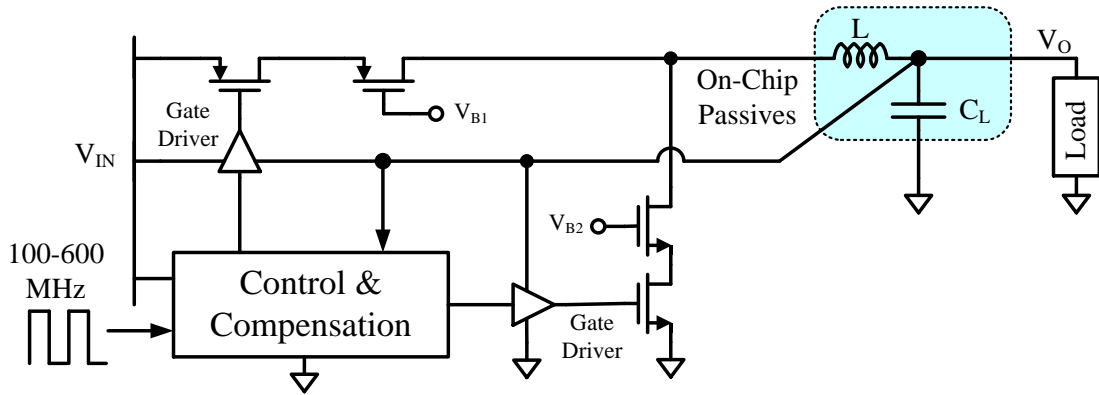 L
V_O
On-Chip
Passives
C_L
Load
Gate
Driver
V_B1
V_IN
V_B2
100-600
MHz
Control &
Compensation
Gate
Driver